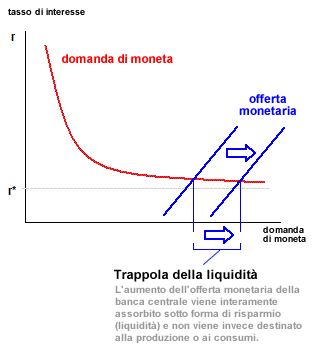 tasso di interesse
r
domanda di moneta
offerta
monetaria
r*
domanda
di moneta
Trappola della liquidità
L'aumento dell'offerta monetaria della
banca centrale viene interamente
assorbito sotto forma di risparmio
(liquidità) e non viene invece destinato
alla produzione o ai consumi.